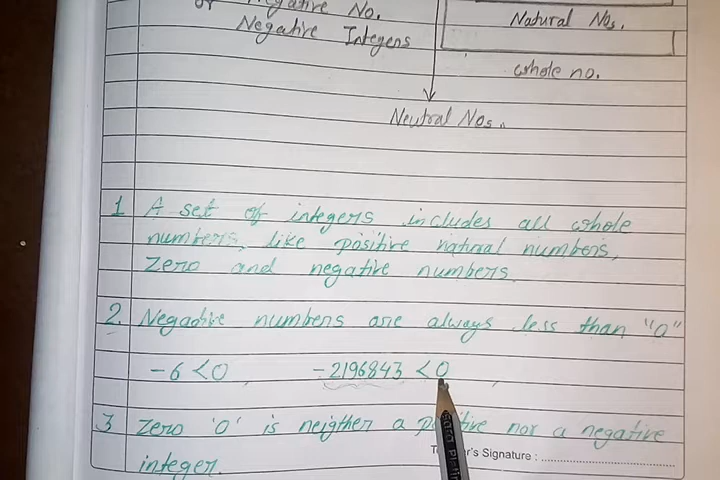 or Negative No.
Negative Integers
Natural Nos.
whole no.
Neutral Nos.
1 A set of integers includes all whole
numbers, like positive natural numbers,
Zero and negative numbers.
2. Negative numbers are always less than "0"
-6 <0, -2196843 <0,
3 Zero '0' is neigther a positive nor a negative
integer.
's Signature :